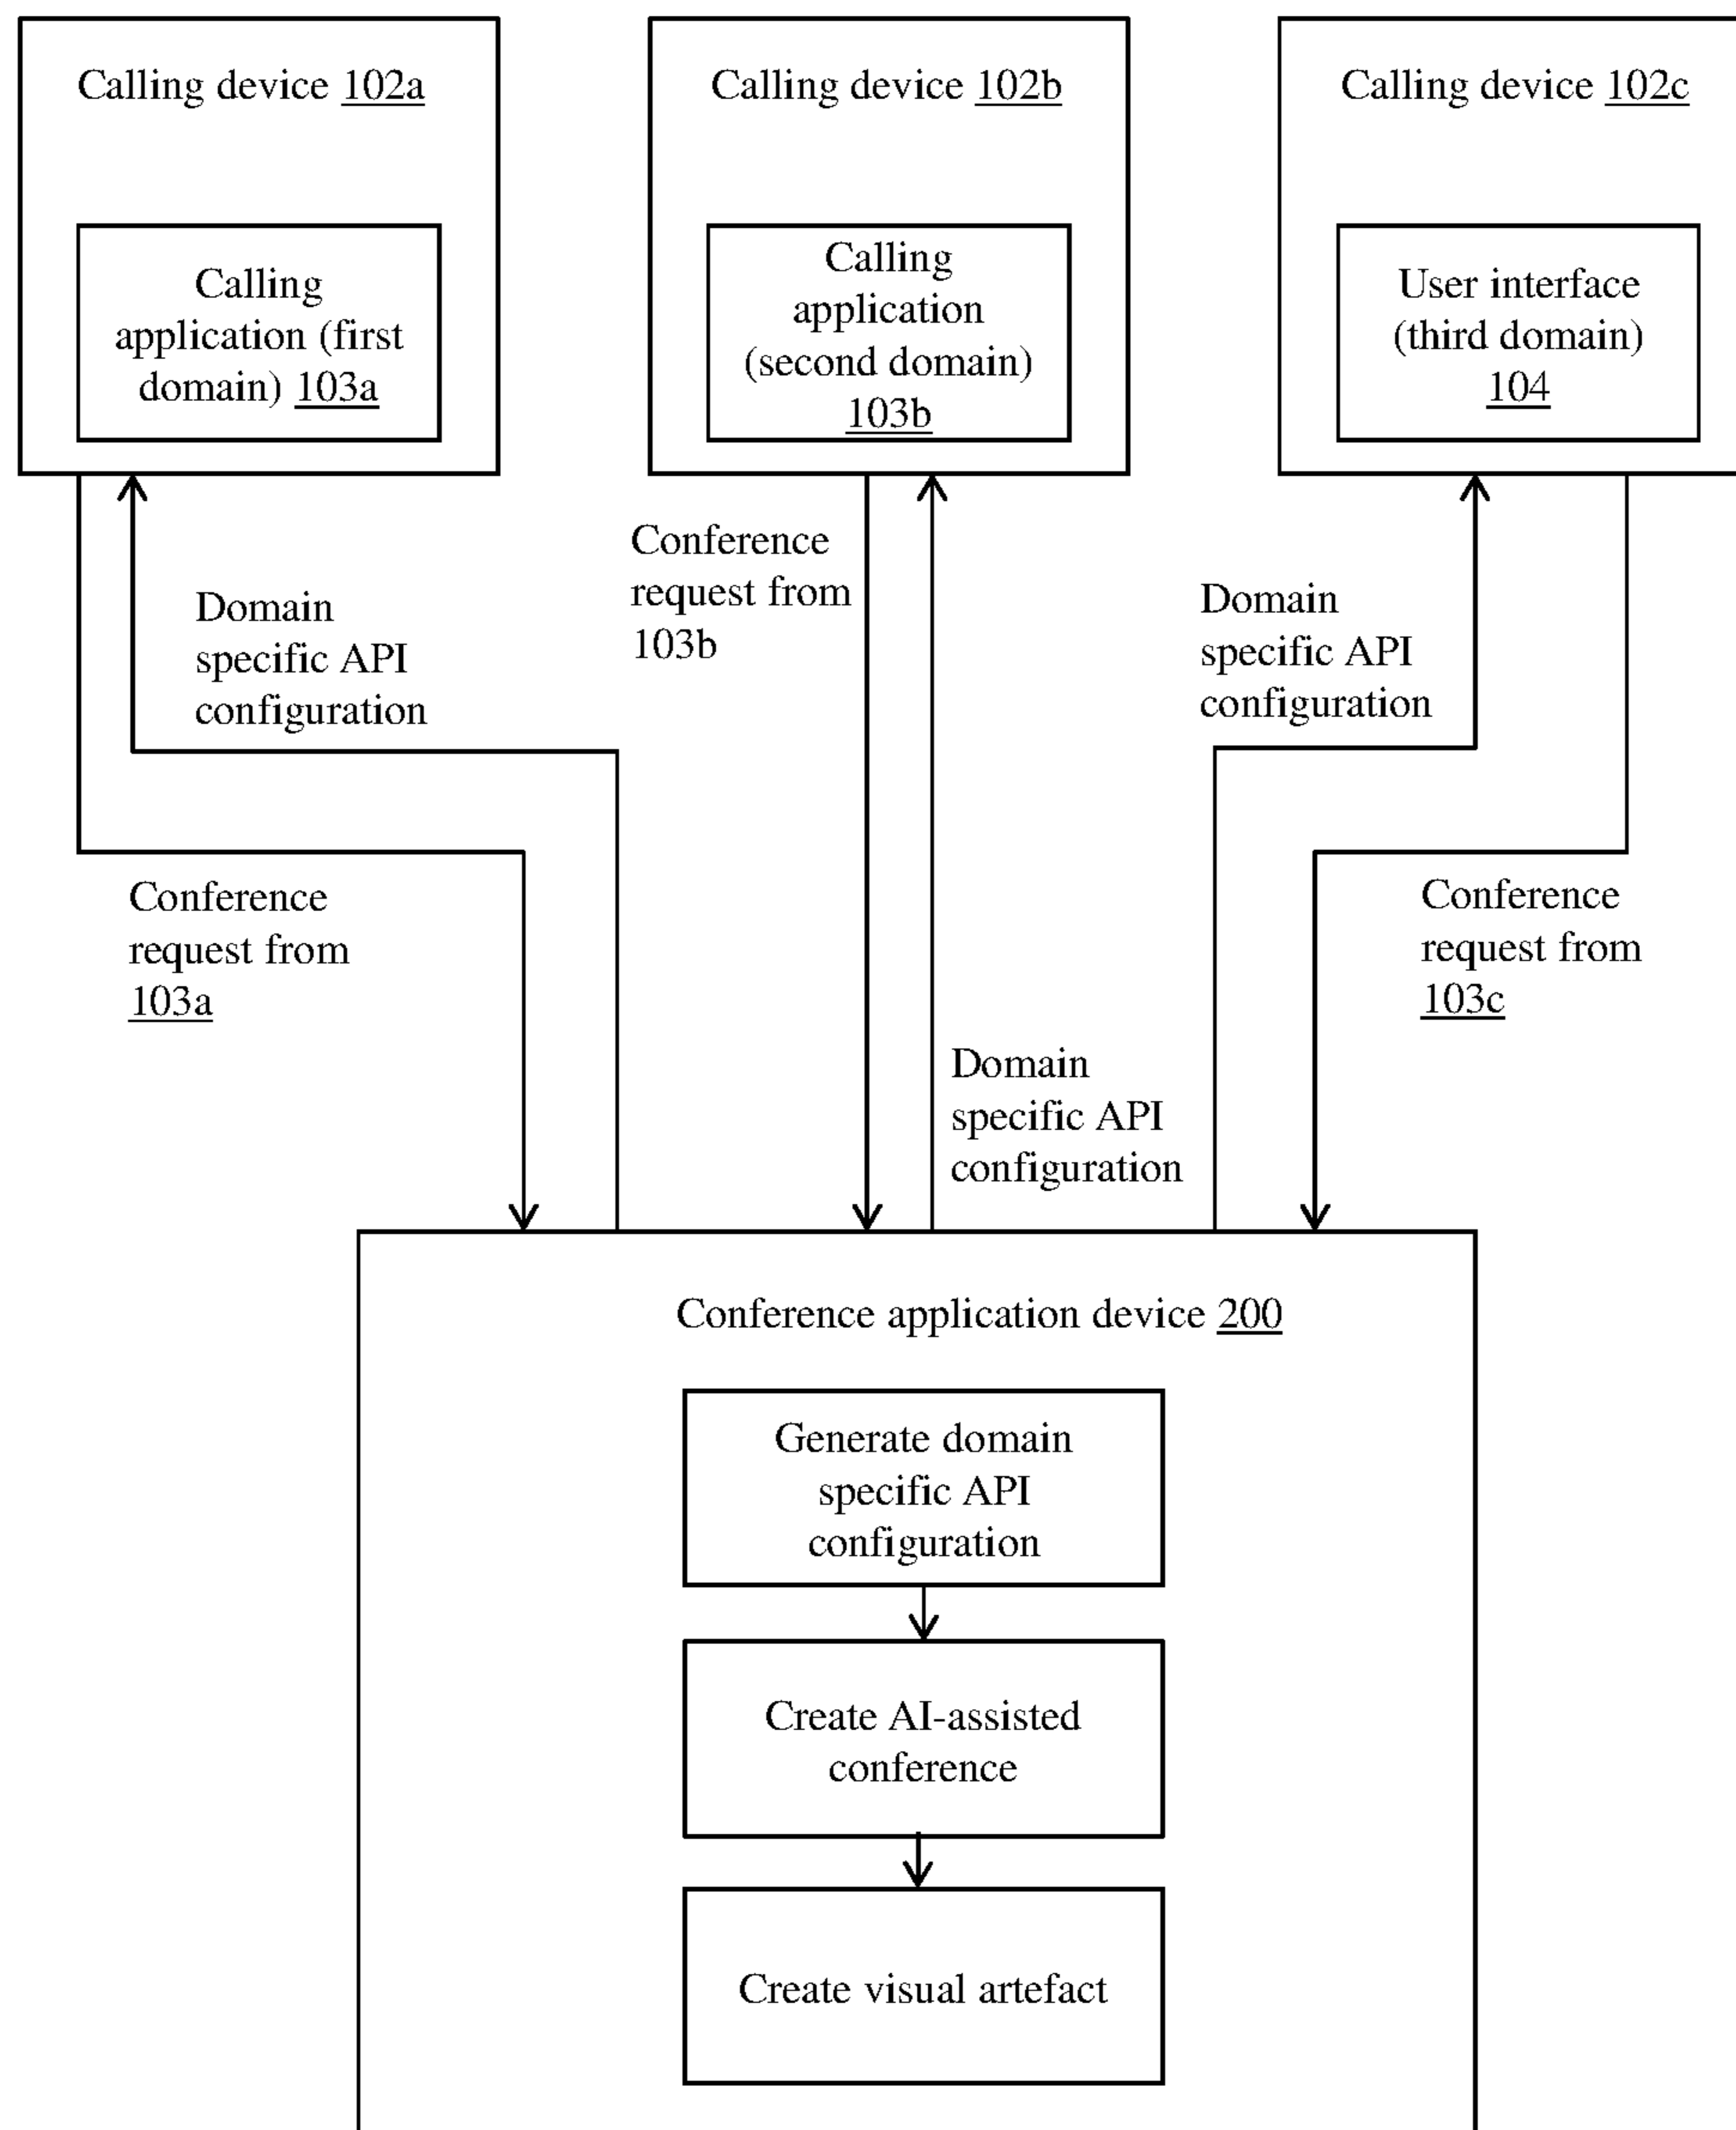 Calling device 102a
Calling
application (first
domain) 103a
Calling device 102b
Calling
application
(second domain)
103b
Calling device 102c
User interface
(third domain)
104
Domain
specific API
configuration
Conference
request from
103a
Conference
request from
103b
Domain
specific API
configuration
Domain
specific API
configuration
Conference
request from
103c
Conference application device 200
Generate domain
specific API
configuration
Create AI-assisted
conference
Create visual artefact